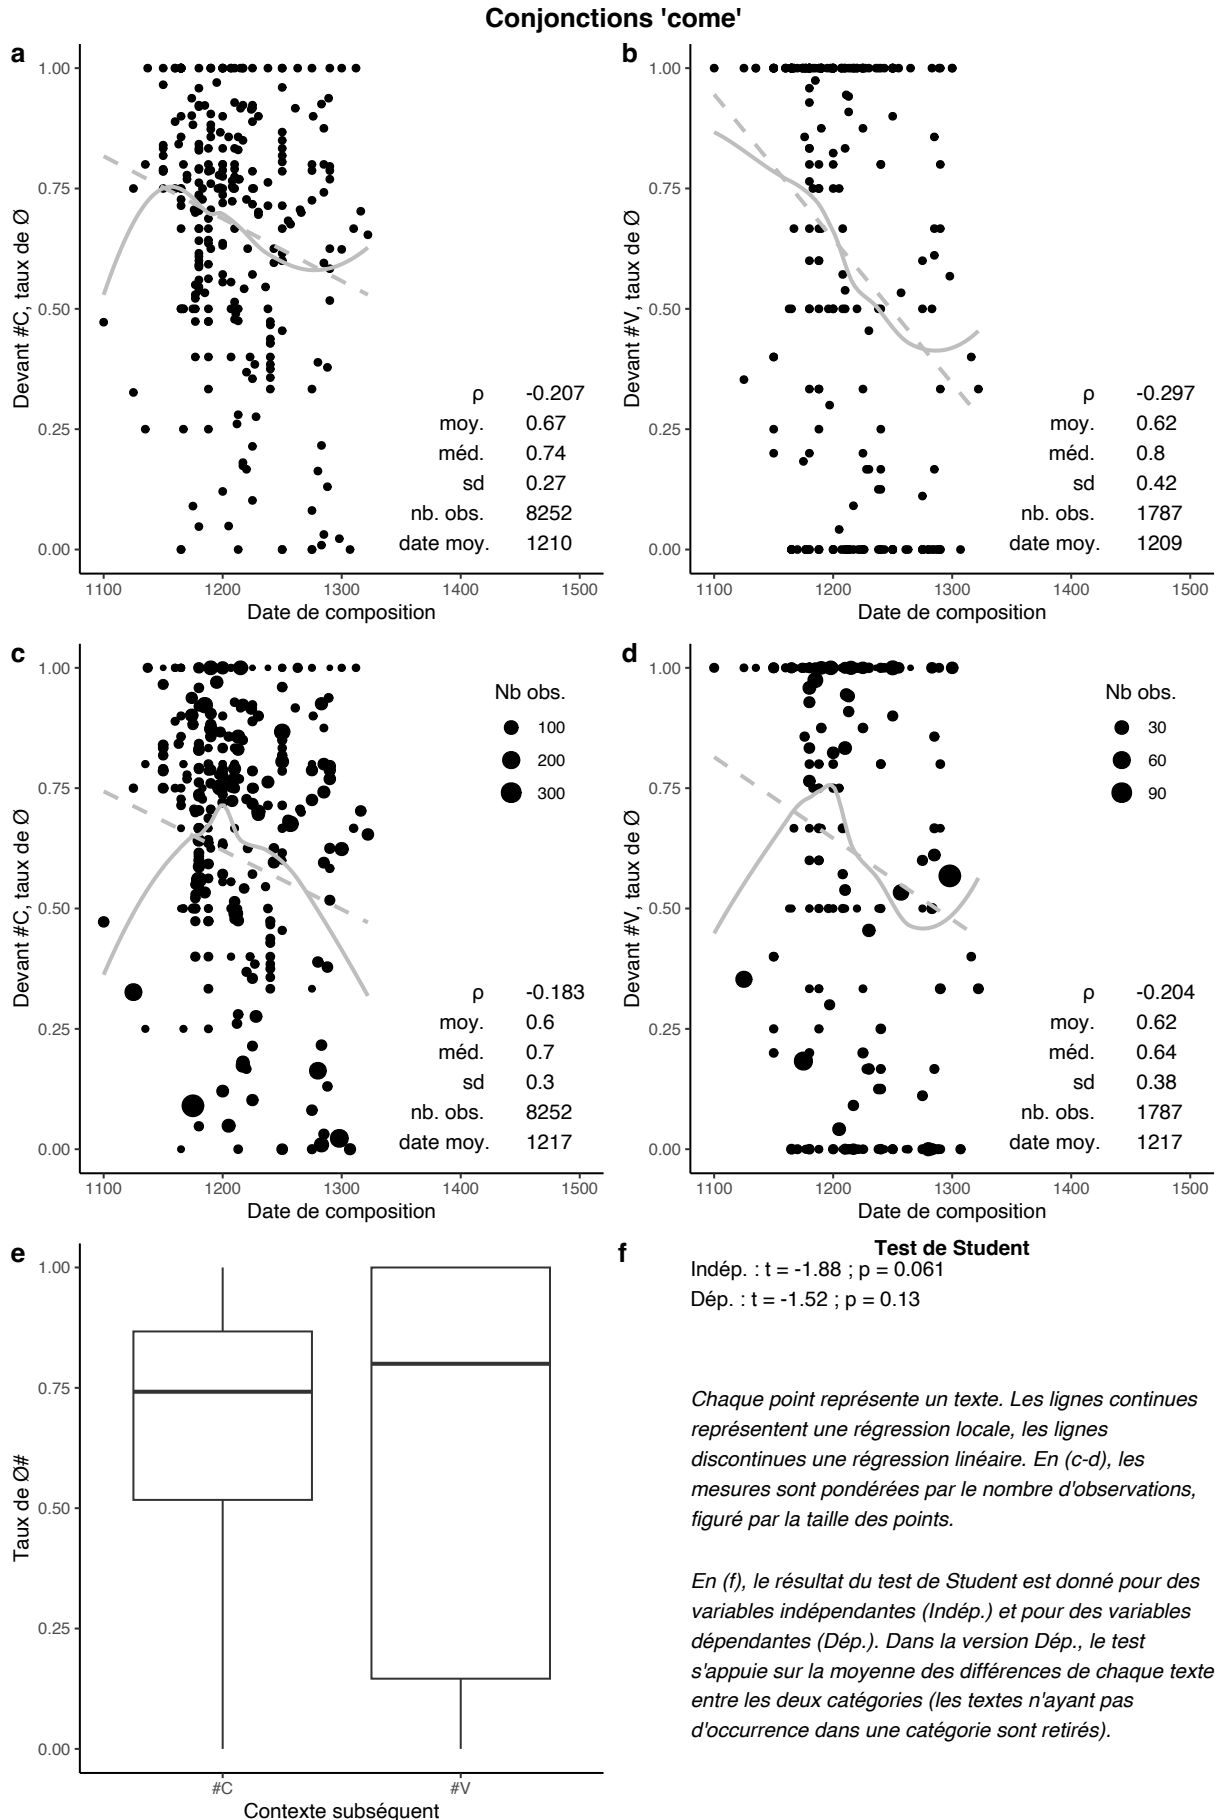 Conjonctions 'come'
a
1.00
0.75
0.50
0.25
0.00
Devant #C, taux de Ø
1100
1200
1300
1400
1500
Date de composition
ρ -0.207
moy. 0.67
méd. 0.74
sd 0.27
nb. obs. 8252
date moy. 1210
b
1.00
0.75
0.50
0.25
0.00
Devant #V, taux de Ø
1100
1200
1300
1400
1500
Date de composition
ρ -0.297
moy. 0.62
méd. 0.8
sd 0.42
nb. obs. 1787
date moy. 1209
c
1.00
0.75
0.50
0.25
0.00
Devant #C, taux de Ø
1100
1200
1300
1400
1500
Date de composition
Nb obs.
100
200
300
ρ -0.183
moy. 0.6
méd. 0.7
sd 0.3
nb. obs. 8252
date moy. 1217
d
1.00
0.75
0.50
0.25
0.00
Devant #V, taux de Ø
1100
1200
1300
1400
1500
Date de composition
Nb obs.
30
60
90
ρ -0.204
moy. 0.62
méd. 0.64
sd 0.38
nb. obs. 1787
date moy. 1217
e
1.00
0.75
0.50
0.25
0.00
Taux de Ø#
#C
#V
Contexte subséquent
f
Test de Student
Indép. : t = -1.88 ; p = 0.061
Dép. : t = -1.52 ; p = 0.13
Chaque point représente un texte. Les lignes continues
représentent une régression locale, les lignes
discontinues une régression linéaire. En (c-d), les
mesures sont pondérées par le nombre d'observations,
figuré par la taille des points.
En (f), le résultat du test de Student est donné pour des
variables indépendantes (Indép.) et pour des variables
dépendantes (Dép.). Dans la version Dép., le test
s'appuie sur la moyenne des différences de chaque texte
entre les deux catégories (les textes n'ayant pas
d'occurrence dans une catégorie sont retirés).